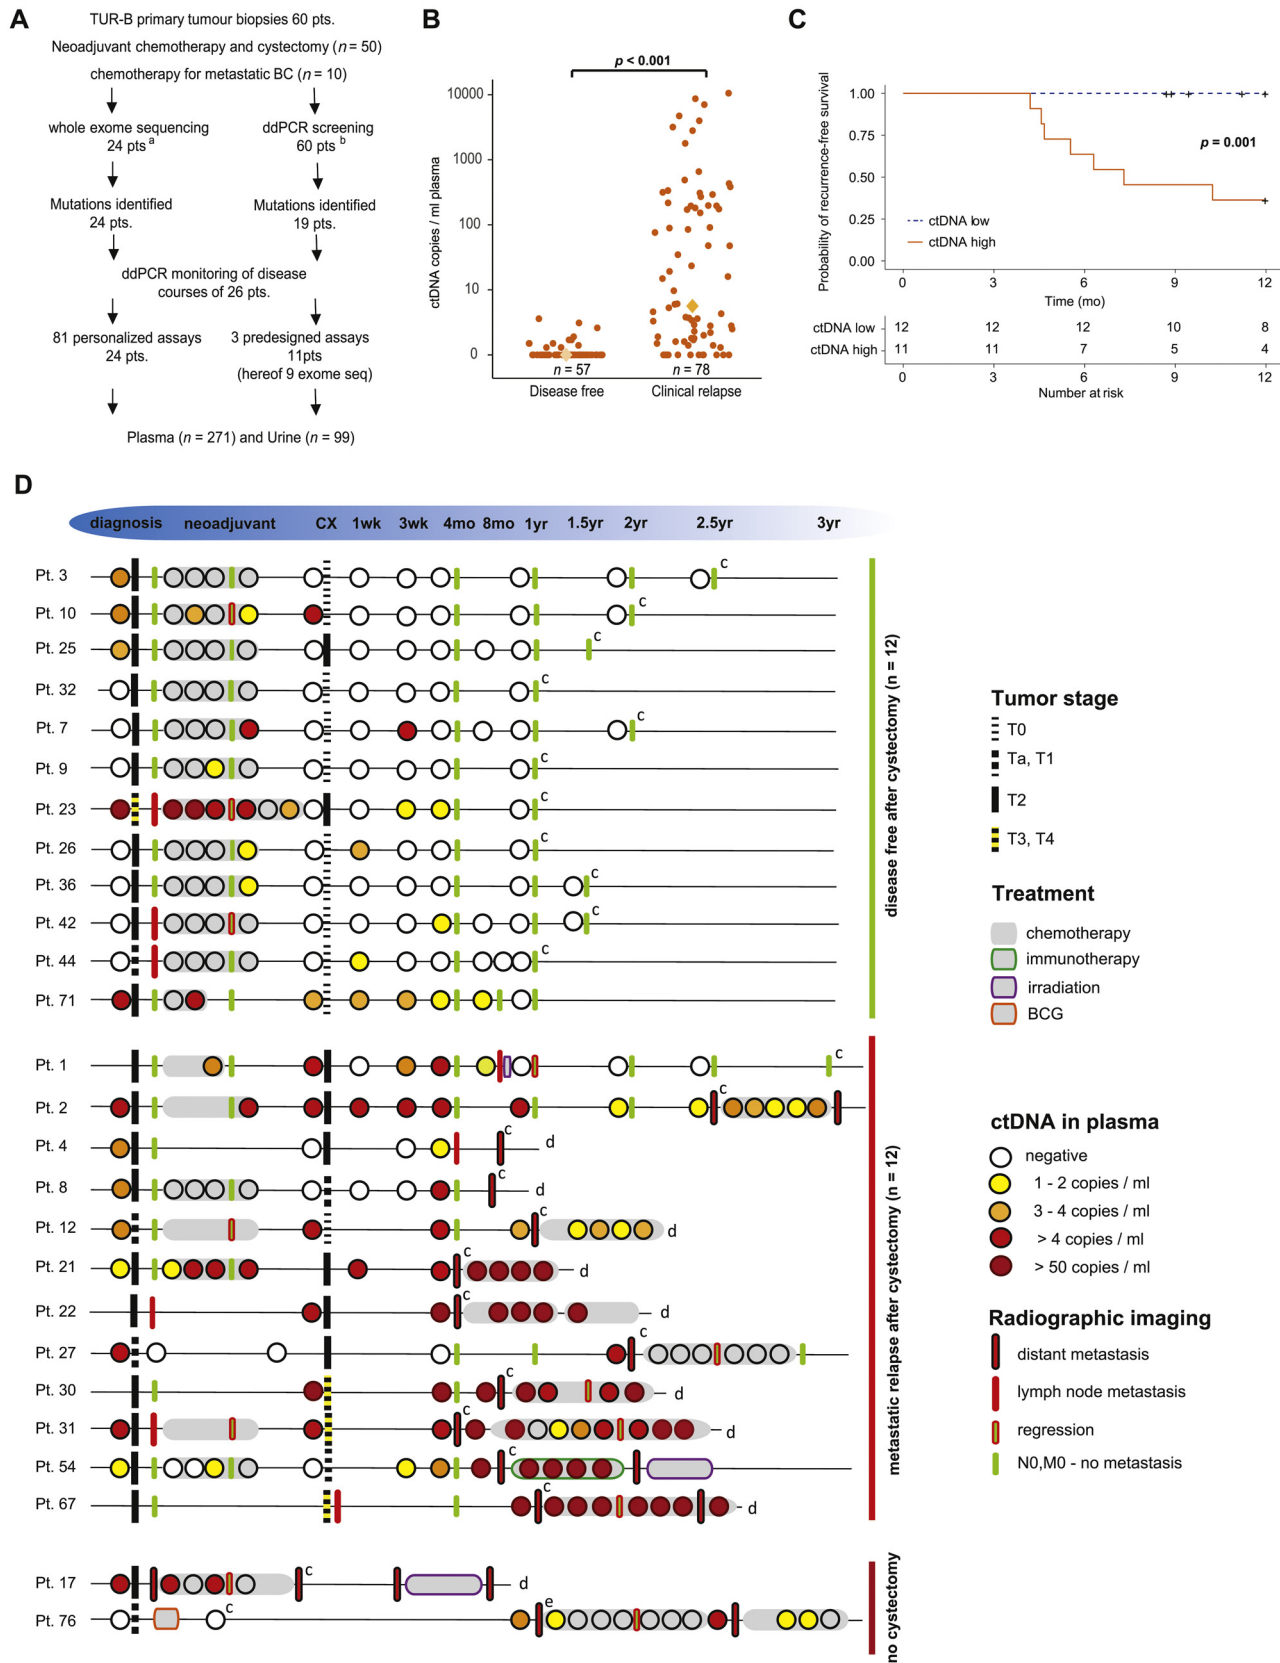 A
TUR-B primary tumour biopsies 60 pts.
Neoadjuvant chemotherapy and cystectomy (n = 50)
chemotherapy for metastatic BC (n = 10)
whole exome sequencing
24 pts a
ddPCR screening
60 pts b
Mutations identified
24 pts.
Mutations identified
19 pts.
ddPCR monitoring of disease
courses of 26 pts.
81 personalized assays
24 pts.
3 predesigned assays
11pts
(hereof 9 exome seq)
Plasma (n = 271) and Urine (n = 99)
B
p < 0.001
ctDNA copies / ml plasma
10000
1000
100
10
0
n = 57
n = 78
Disease free
Clinical relapse
C
Probability of recurrence-free survival
1.00
0.75
0.50
0.25
0.00
p = 0.001
ctDNA low
ctDNA high
0 3 6 9 12
Time (mo)
ctDNA low 12 12 12 10 8
ctDNA high 11 11 7 5 4
0 3 6 9 12
Number at risk
D
diagnosis neoadjuvant CX 1wk 3wk 4mo 8mo 1yr 1.5yr 2yr 2.5yr 3yr
Pt. 3 c
Pt. 10 c
Pt. 25 c
Pt. 32 c
Pt. 7 c
Pt. 9 c
Pt. 23 c
Pt. 26 c
Pt. 36 c
Pt. 42 c
Pt. 44 c
Pt. 71
disease free after cystectomy (n = 12)
Pt. 1 c
Pt. 2 c
Pt. 4 c d
Pt. 8 c d
Pt. 12 c d
Pt. 21 c d
Pt. 22 c d
Pt. 27 c
Pt. 30 c d
Pt. 31 c d
Pt. 54 c
Pt. 67 c d
metastatic relapse after cystectomy (n = 12)
Pt. 17 c d
Pt. 76 c e
no cystectomy
Tumor stage
T0
Ta, T1
T2
T3, T4
Treatment
chemotherapy
immunotherapy
irradiation
BCG
ctDNA in plasma
negative
1 - 2 copies / ml
3 - 4 copies / ml
> 4 copies / ml
> 50 copies / ml
Radiographic imaging
distant metastasis
lymph node metastasis
regression
N0,M0 - no metastasis